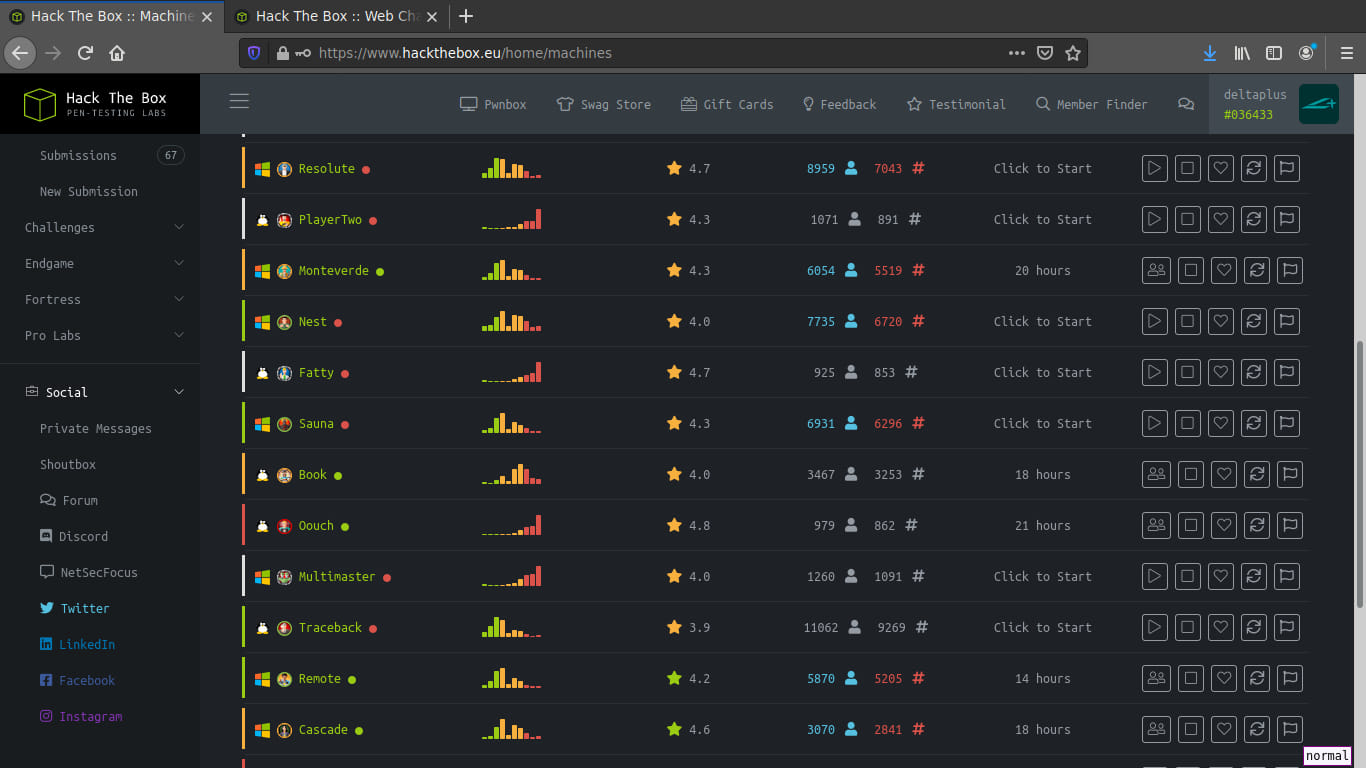 Hack The Box :: Machine
Hack The Box :: Web Cha
https://www.hackthebox.eu/home/machines
Hack The Box
PEN-TESTING LABS
Pwnbox
Swag Store
Gift Cards
Feedback
Testimonial
Member Finder
deltaplus
#036433
Submissions 67
New Submission
Challenges
Endgame
Fortress
Pro Labs
Social
Private Messages
Shoutbox
Forum
Discord
NetSecFocus
Twitter
LinkedIn
Facebook
Instagram
Resolute 4.7 8959 7043 Click to Start
PlayerTwo 4.3 1071 891 Click to Start
Monteverde 4.3 6054 5519 20 hours
Nest 4.0 7735 6720 Click to Start
Fatty 4.7 925 853 Click to Start
Sauna 4.3 6931 6296 Click to Start
Book 4.0 3467 3253 18 hours
Oouch 4.8 979 862 21 hours
Multimaster 4.0 1260 1091 Click to Start
Traceback 3.9 11062 9269 Click to Start
Remote 4.2 5870 5205 14 hours
Cascade 4.6 3070 2841 18 hours
normal